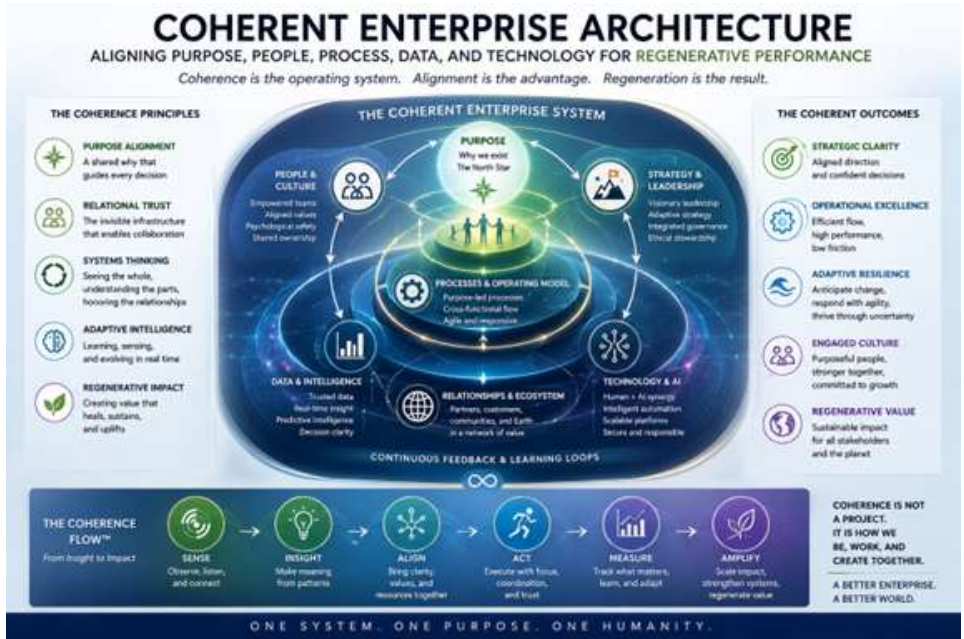 COHERENT ENTERPRISE ARCHITECTURE
ALIGNING PURPOSE, PEOPLE, PROCESS, DATA, AND TECHNOLOGY FOR REGENERATIVE PERFORMANCE
Coherence is the operating system. Alignment is the advantage. Regeneration is the result.
THE COHERENCE PRINCIPLES
PURPOSE ALIGNMENT
A shared why that
guides every decision
RELATIONAL TRUST
The invisible infrastructure
that enables collaboration
SYSTEMS THINKING
Seeing the whole,
understanding the parts,
honoring the relationships
ADAPTIVE INTELLIGENCE
Learning, sensing,
and evolving in real time
REGENERATIVE IMPACT
Creating value that
heals, sustains,
and uplifts
THE COHERENT ENTERPRISE SYSTEM
PURPOSE
Why we exist
The North Star
PEOPLE &
CULTURE
Empowered teams
Aligned values
Psychological safety
Shared ownership
STRATEGY &
LEADERSHIP
Visionary leadership
Adaptive strategy
Integrated governance
Ethical stewardship
PROCESSES & OPERATING MODEL
Purpose-led processes
Cross-functional flow
Agile and responsive
DATA & INTELLIGENCE
Trusted data
Real-time insight
Predictive intelligence
Decision clarity
RELATIONSHIPS & ECOSYSTEM
Partners, customers,
communities, and Earth
in a network of value
TECHNOLOGY & AI
Human + AI synergy
Intelligent automation
Scalable platforms
Secure and responsible
CONTINUOUS FEEDBACK & LEARNING LOOPS
THE COHERENT OUTCOMES
STRATEGIC CLARITY
Aligned direction
and confident decisions
OPERATIONAL EXCELLENCE
Efficient flow,
high performance,
low friction
ADAPTIVE RESILIENCE
Anticipate change,
respond with agility,
thrive through uncertainty
ENGAGED CULTURE
Purposeful people,
stronger together,
committed to growth
REGENERATIVE VALUE
Sustainable impact
for all stakeholders
and the planet
THE COHERENCE
FLOW™
From Insight to Impact
SENSE
Observe, listen,
and connect
INSIGHT
Make meaning
from patterns
ALIGN
Bring clarity,
values, and
resources together
ACT
Execute with focus,
coordination,
and trust
MEASURE
Track what matters,
learn, and adapt
AMPLIFY
Scale impact,
strengthen systems,
regenerate value
COHERENCE IS NOT
A PROJECT.
IT IS HOW WE
BE, WORK, AND
CREATE TOGETHER.
A BETTER ENTERPRISE.
A BETTER WORLD.
ONE SYSTEM. ONE PURPOSE. ONE HUMANITY.